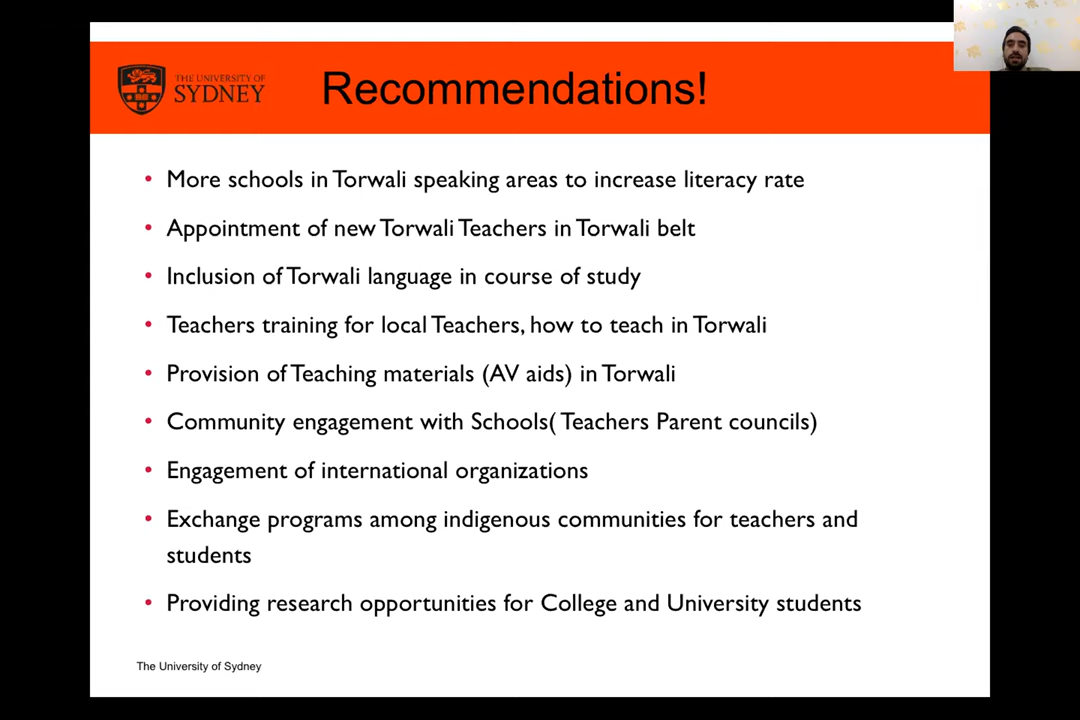 THE UNIVERSITY OF
SYDNEY
Recommendations!
• More schools in Torwali speaking areas to increase literacy rate
• Appointment of new Torwali Teachers in Torwali belt
• Inclusion of Torwali language in course of study
• Teachers training for local Teachers, how to teach in Torwali
• Provision of Teaching materials (AV aids) in Torwali
• Community engagement with Schools( Teachers Parent councils)
• Engagement of international organizations
• Exchange programs among indigenous communities for teachers and
students
• Providing research opportunities for College and University students
The University of Sydney